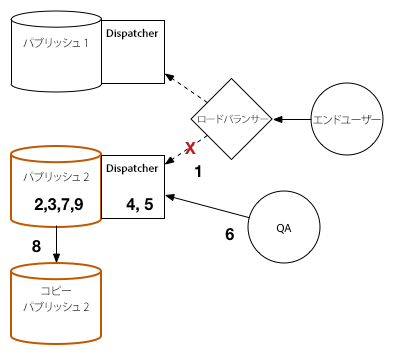 パブリッシュ 1
Dispatcher
ロードバランサー
エンドユーザー
X
1
パブリッシュ 2
Dispatcher
2,3,7,9
4, 5
6
QA
8
コピー
パブリッシュ 2